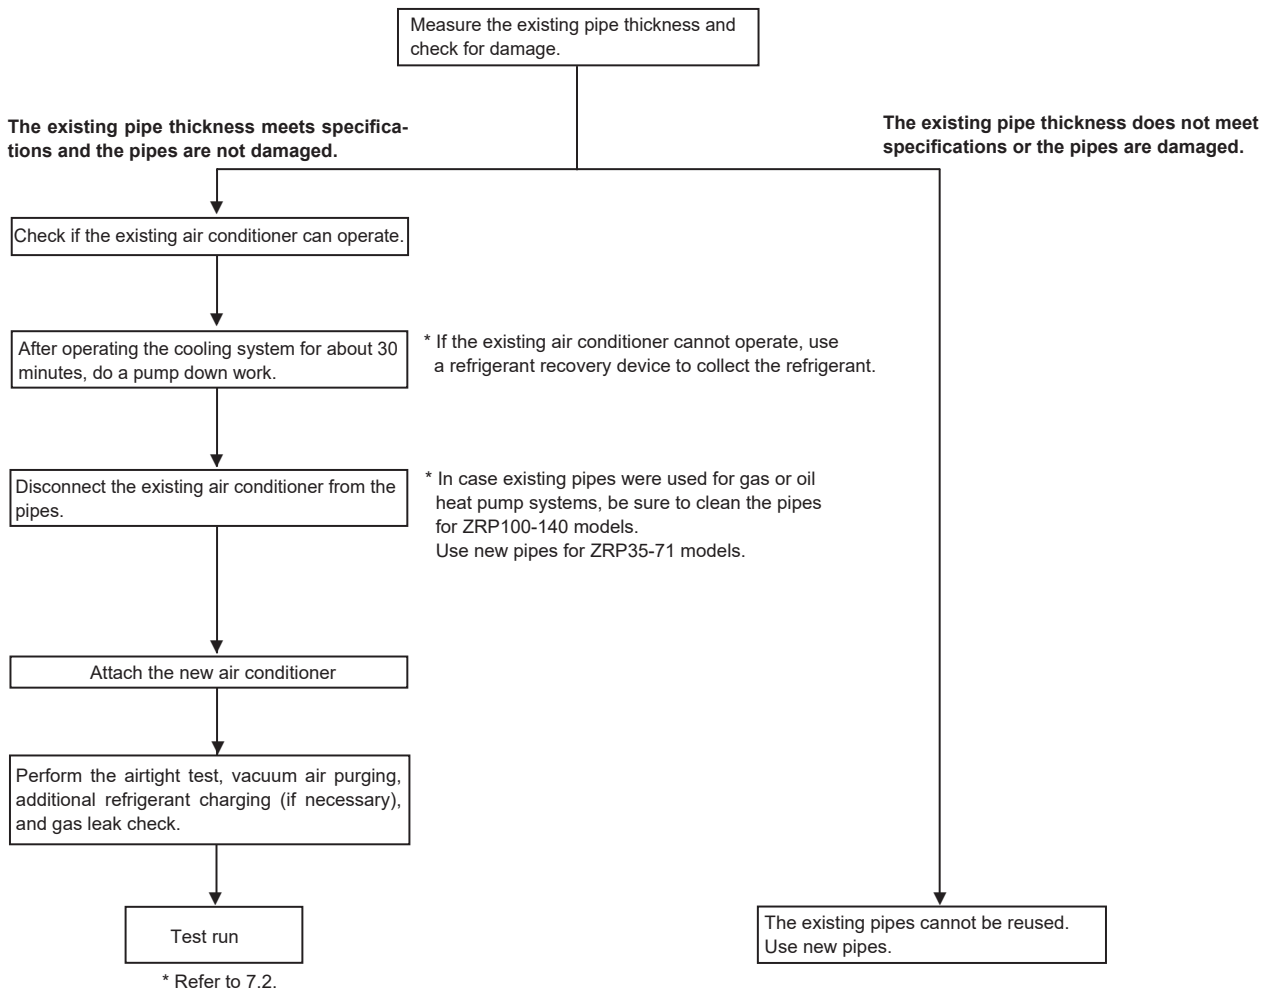 Measure the existing pipe thickness and
check for damage.
The existing pipe thickness meets specifica-
tions and the pipes are not damaged.
The existing pipe thickness does not meet
specifications or the pipes are damaged.
Check if the existing air conditioner can operate.
After operating the cooling system for about 30
minutes, do a pump down work.
* If the existing air conditioner cannot operate, use
a refrigerant recovery device to collect the refrigerant.
Disconnect the existing air conditioner from the
pipes.
* In case existing pipes were used for gas or oil
heat pump systems, be sure to clean the pipes
for ZRP100-140 models.
Use new pipes for ZRP35-71 models.
Attach the new air conditioner
Perform the airtight test, vacuum air purging,
additional refrigerant charging (if necessary),
and gas leak check.
Test run
* Refer to 7.2.
The existing pipes cannot be reused.
Use new pipes.